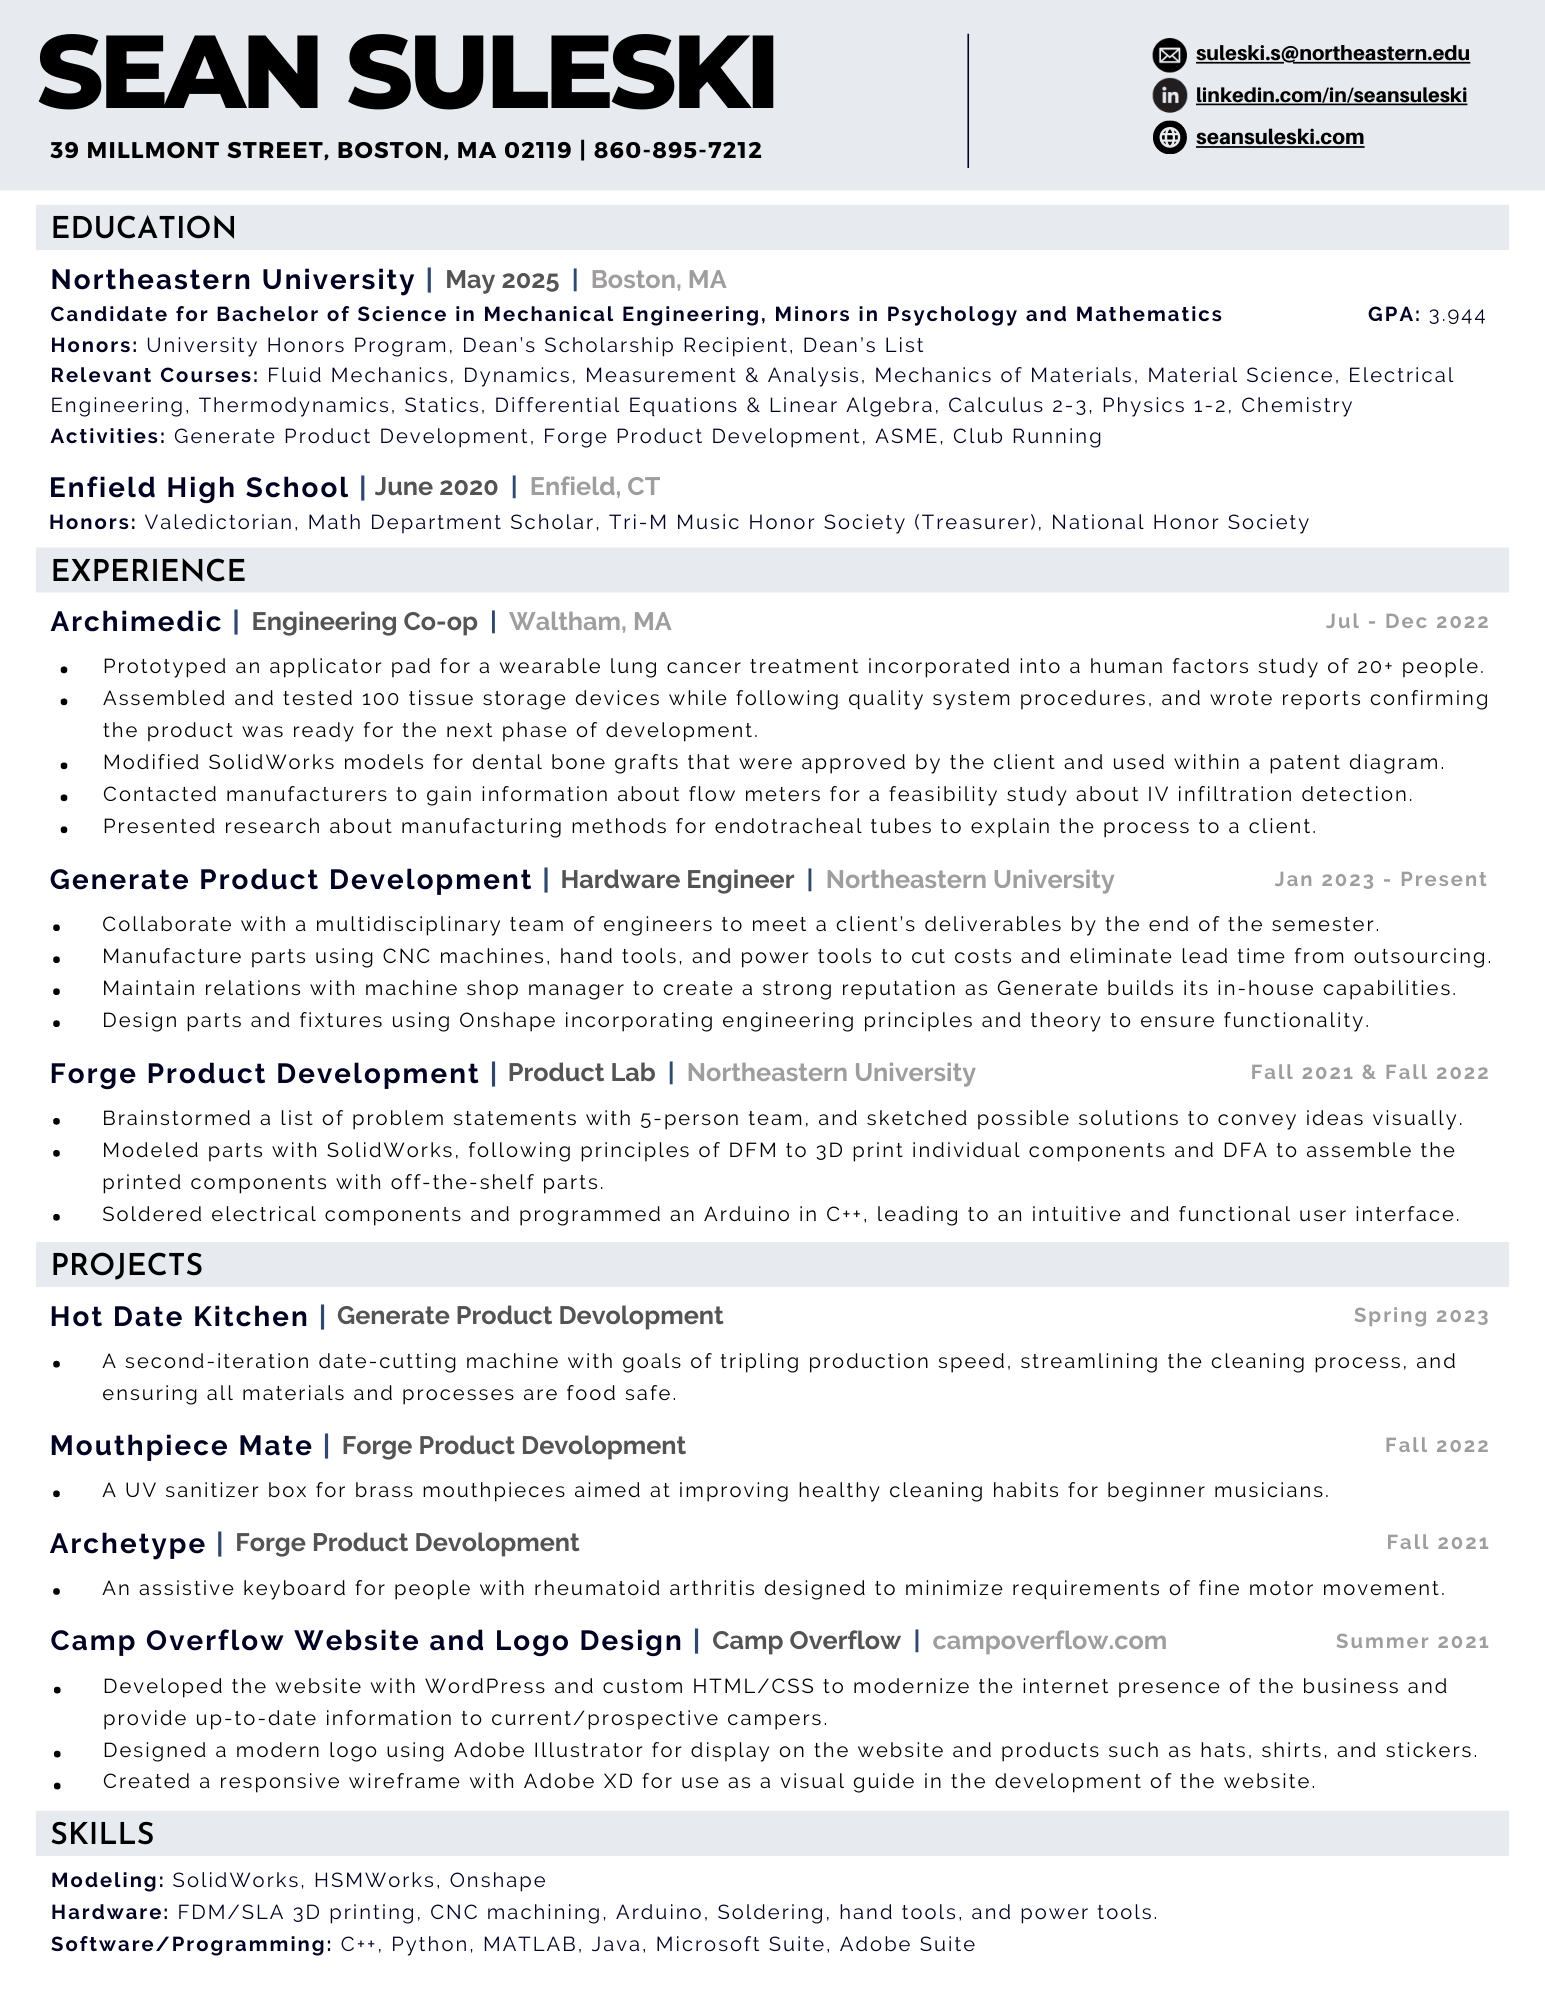 SEAN SULESKI
39 MILLMONT STREET, BOSTON, MA 02119 | 860-895-7212
suleski.s@northeastern.edu
linkedin.com/in/seansuleski
seansuleski.com
EDUCATION
Northeastern University | May 2025 | Boston, MA
Candidate for Bachelor of Science in Mechanical Engineering, Minors in Psychology and Mathematics GPA: 3.944
Honors: University Honors Program, Dean's Scholarship Recipient, Dean's List
Relevant Courses: Fluid Mechanics, Dynamics, Measurement & Analysis, Mechanics of Materials, Material Science, Electrical
Engineering, Thermodynamics, Statics, Differential Equations & Linear Algebra, Calculus 2-3, Physics 1-2, Chemistry
Activities: Generate Product Development, Forge Product Development, ASME, Club Running
Enfield High School | June 2020 | Enfield, CT
Honors: Valedictorian, Math Department Scholar, Tri-M Music Honor Society (Treasurer), National Honor Society
EXPERIENCE
Archimedic | Engineering Co-op | Waltham, MA Jul - Dec 2022
• Prototyped an applicator pad for a wearable lung cancer treatment incorporated into a human factors study of 20+ people.
• Assembled and tested 100 tissue storage devices while following quality system procedures, and wrote reports confirming
the product was ready for the next phase of development.
• Modified SolidWorks models for dental bone grafts that were approved by the client and used within a patent diagram.
• Contacted manufacturers to gain information about flow meters for a feasibility study about IV infiltration detection.
• Presented research about manufacturing methods for endotracheal tubes to explain the process to a client.
Generate Product Development | Hardware Engineer | Northeastern University Jan 2023 - Present
• Collaborate with a multidisciplinary team of engineers to meet a client's deliverables by the end of the semester.
• Manufacture parts using CNC machines, hand tools, and power tools to cut costs and eliminate lead time from outsourcing.
• Maintain relations with machine shop manager to create a strong reputation as Generate builds its in-house capabilities.
• Design parts and fixtures using Onshape incorporating engineering principles and theory to ensure functionality.
Forge Product Development | Product Lab | Northeastern University Fall 2021 & Fall 2022
• Brainstormed a list of problem statements with 5-person team, and sketched possible solutions to convey ideas visually.
• Modeled parts with SolidWorks, following principles of DFM to 3D print individual components and DFA to assemble the
printed components with off-the-shelf parts.
• Soldered electrical components and programmed an Arduino in C++, leading to an intuitive and functional user interface.
PROJECTS
Hot Date Kitchen | Generate Product Devolopment Spring 2023
• A second-iteration date-cutting machine with goals of tripling production speed, streamlining the cleaning process, and
ensuring all materials and processes are food safe.
Mouthpiece Mate | Forge Product Devolopment Fall 2022
• A UV sanitizer box for brass mouthpieces aimed at improving healthy cleaning habits for beginner musicians.
Archetype | Forge Product Devolopment Fall 2021
• An assistive keyboard for people with rheumatoid arthritis designed to minimize requirements of fine motor movement.
Camp Overflow Website and Logo Design | Camp Overflow | campoverflow.com Summer 2021
• Developed the website with WordPress and custom HTML/CSS to modernize the internet presence of the business and
provide up-to-date information to current/prospective campers.
• Designed a modern logo using Adobe Illustrator for display on the website and products such as hats, shirts, and stickers.
• Created a responsive wireframe with Adobe XD for use as a visual guide in the development of the website.
SKILLS
Modeling: SolidWorks, HSMWorks, Onshape
Hardware: FDM/SLA 3D printing, CNC machining, Arduino, Soldering, hand tools, and power tools.
Software/Programming: C++, Python, MATLAB, Java, Microsoft Suite, Adobe Suite